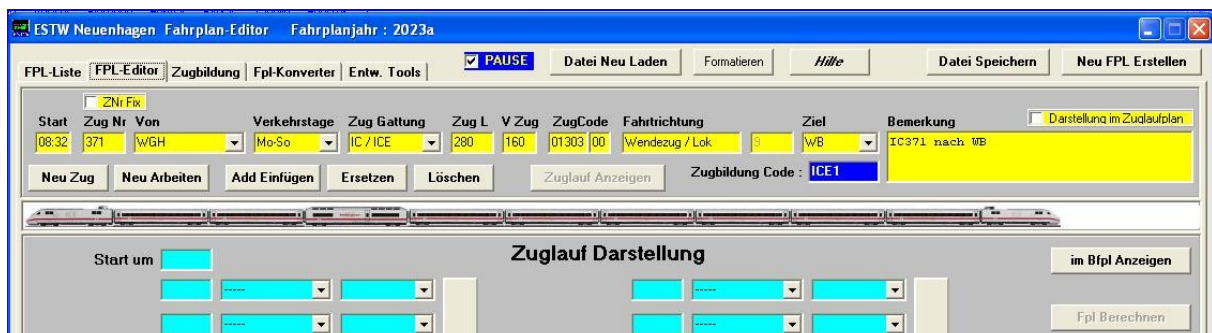 ESTW Neuenhagen Fahrplan-Editor Fahrplanjahr : 2023a
FPL-Liste FPL-Editor Zugbildung Fpl-Konverter Entw. Tools PAUSE Datei Neu Laden Formatieren Hilfe Datei Speichern Neu FPL Erstellen
ZNr Fix
Start Zug Nr Von Verkehrstage Zug Gattung Zug L V Zug ZugCode Fahrtrichtung Ziel Bemerkung Darstellung im Zuglaufplan
08:32 371 WGH Mo-So IC / ICE 280 160 01303 00 Wendezug / Lok 9 WB IC371 nach WB
Neu Zug Neu Arbeiten Add Einfügen Ersetzen Löschen Zuglauf Anzeigen Zugbildung Code : ICE1
Zuglauf Darstellung
Start um im Bfpl Anzeigen
----- -----
----- ----- Fpl Berechnen